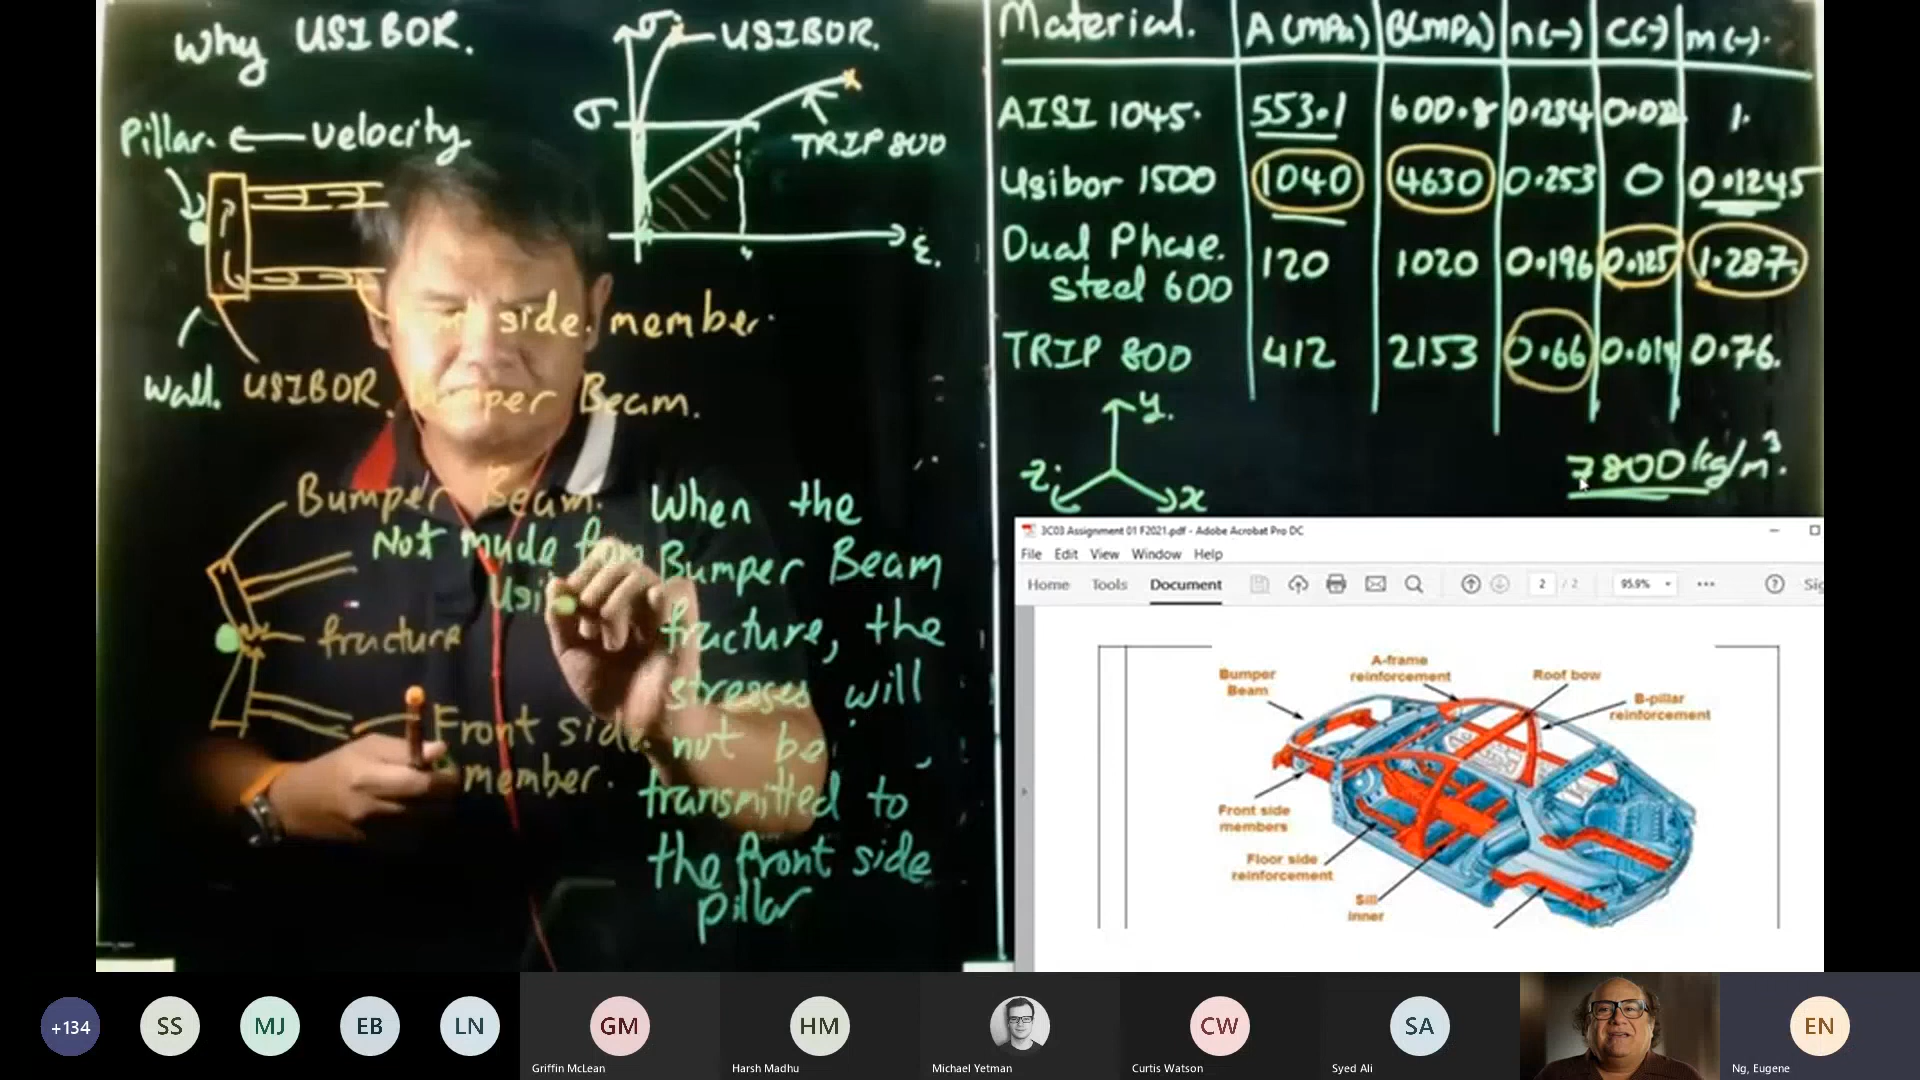 Why USIBOR.
σ
USIBOR.
σ
TRIP 800
ε.
Pillar. ← velocity
side. member.
Wall. USIBOR. Bumper Beam.
Bumper Beam.
Not made from
Usib
fracture
Front side.
member.
When the
Bumper Beam
fracture, the
stresses will
not be
transmitted to
the front side
pillar
Material. A (MPa) B(MPa) n(-) C(-) m(-).
AISI 1045. 553.1 600.8 0.234 1.
Usibor 1500 1040 4630 0.253 0 0.1245
Dual Phase. steel 600 120 1020 0.196 0.125 1.287.
TRIP 800 412 2153 0.66 0.76.
y.
z. x
7800 kg/m³.
3C03 Assignment 01 F2021.pdf - Adobe Acrobat Pro DC
File Edit View Window Help
Home Tools Document 2 / 2 95.9%
Bumper
Beam
A-frame
reinforcement
Roof bow
B-pillar
reinforcement
Front side
members
Floor side
reinforcement
Sill
inner
+134 SS MJ EB LN GM HM CW SA EN
Griffin McLean Harsh Madhu Michael Yetman Curtis Watson Syed Ali Ng, Eugene